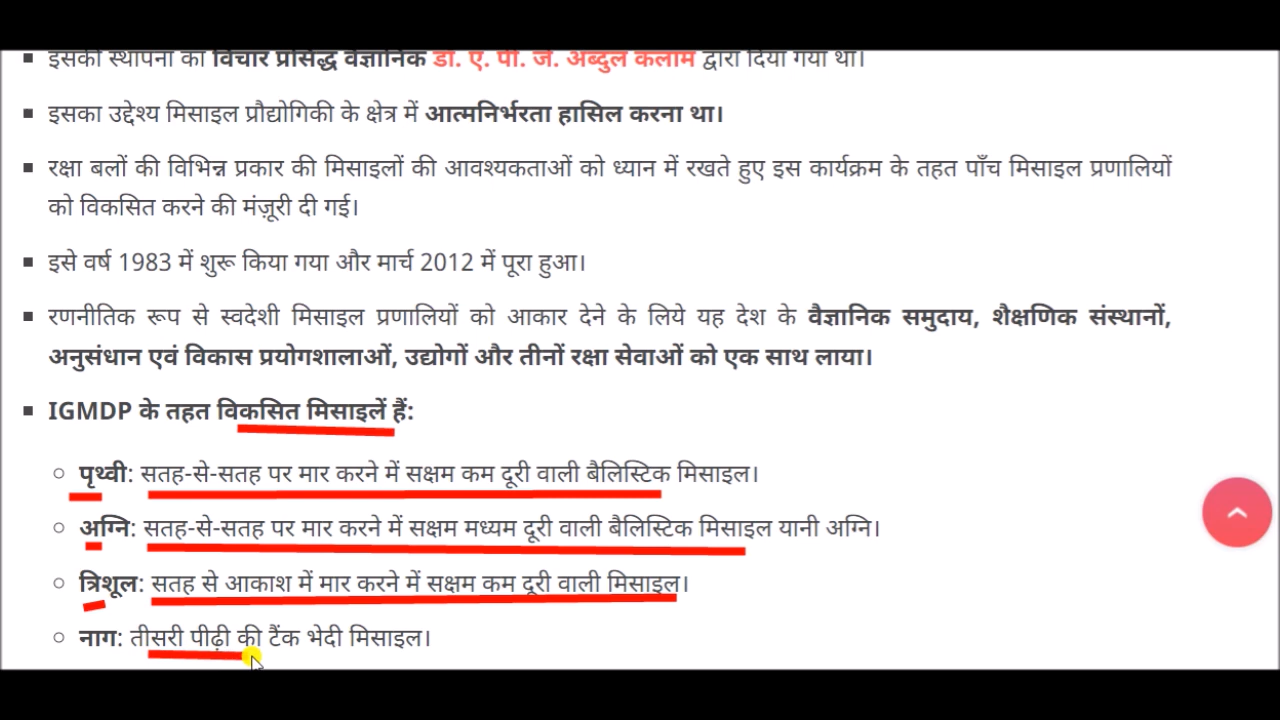 इसकी स्थापना का विचार प्रसिद्ध वैज्ञानिक डॉ. ए. पी. जे. अब्दुल कलाम द्वारा दिया गया था।
इसका उद्देश्य मिसाइल प्रौद्योगिकी के क्षेत्र में आत्मनिर्भरता हासिल करना था।
रक्षा बलों की विभिन्न प्रकार की मिसाइलों की आवश्यकताओं को ध्यान में रखते हुए इस कार्यक्रम के तहत पाँच मिसाइल प्रणालियों
को विकसित करने की मंज़ूरी दी गई।
इसे वर्ष 1983 में शुरू किया गया और मार्च 2012 में पूरा हुआ।
रणनीतिक रूप से स्वदेशी मिसाइल प्रणालियों को आकार देने के लिये यह देश के वैज्ञानिक समुदाय, शैक्षणिक संस्थानों,
अनुसंधान एवं विकास प्रयोगशालाओं, उद्योगों और तीनों रक्षा सेवाओं को एक साथ लाया।
IGMDP के तहत विकसित मिसाइलें हैं:
पृथ्वी: सतह-से-सतह पर मार करने में सक्षम कम दूरी वाली बैलिस्टिक मिसाइल।
अग्नि: सतह-से-सतह पर मार करने में सक्षम मध्यम दूरी वाली बैलिस्टिक मिसाइल यानी अग्नि।
त्रिशूल: सतह से आकाश में मार करने में सक्षम कम दूरी वाली मिसाइल।
नाग: तीसरी पीढ़ी की टैंक भेदी मिसाइल।